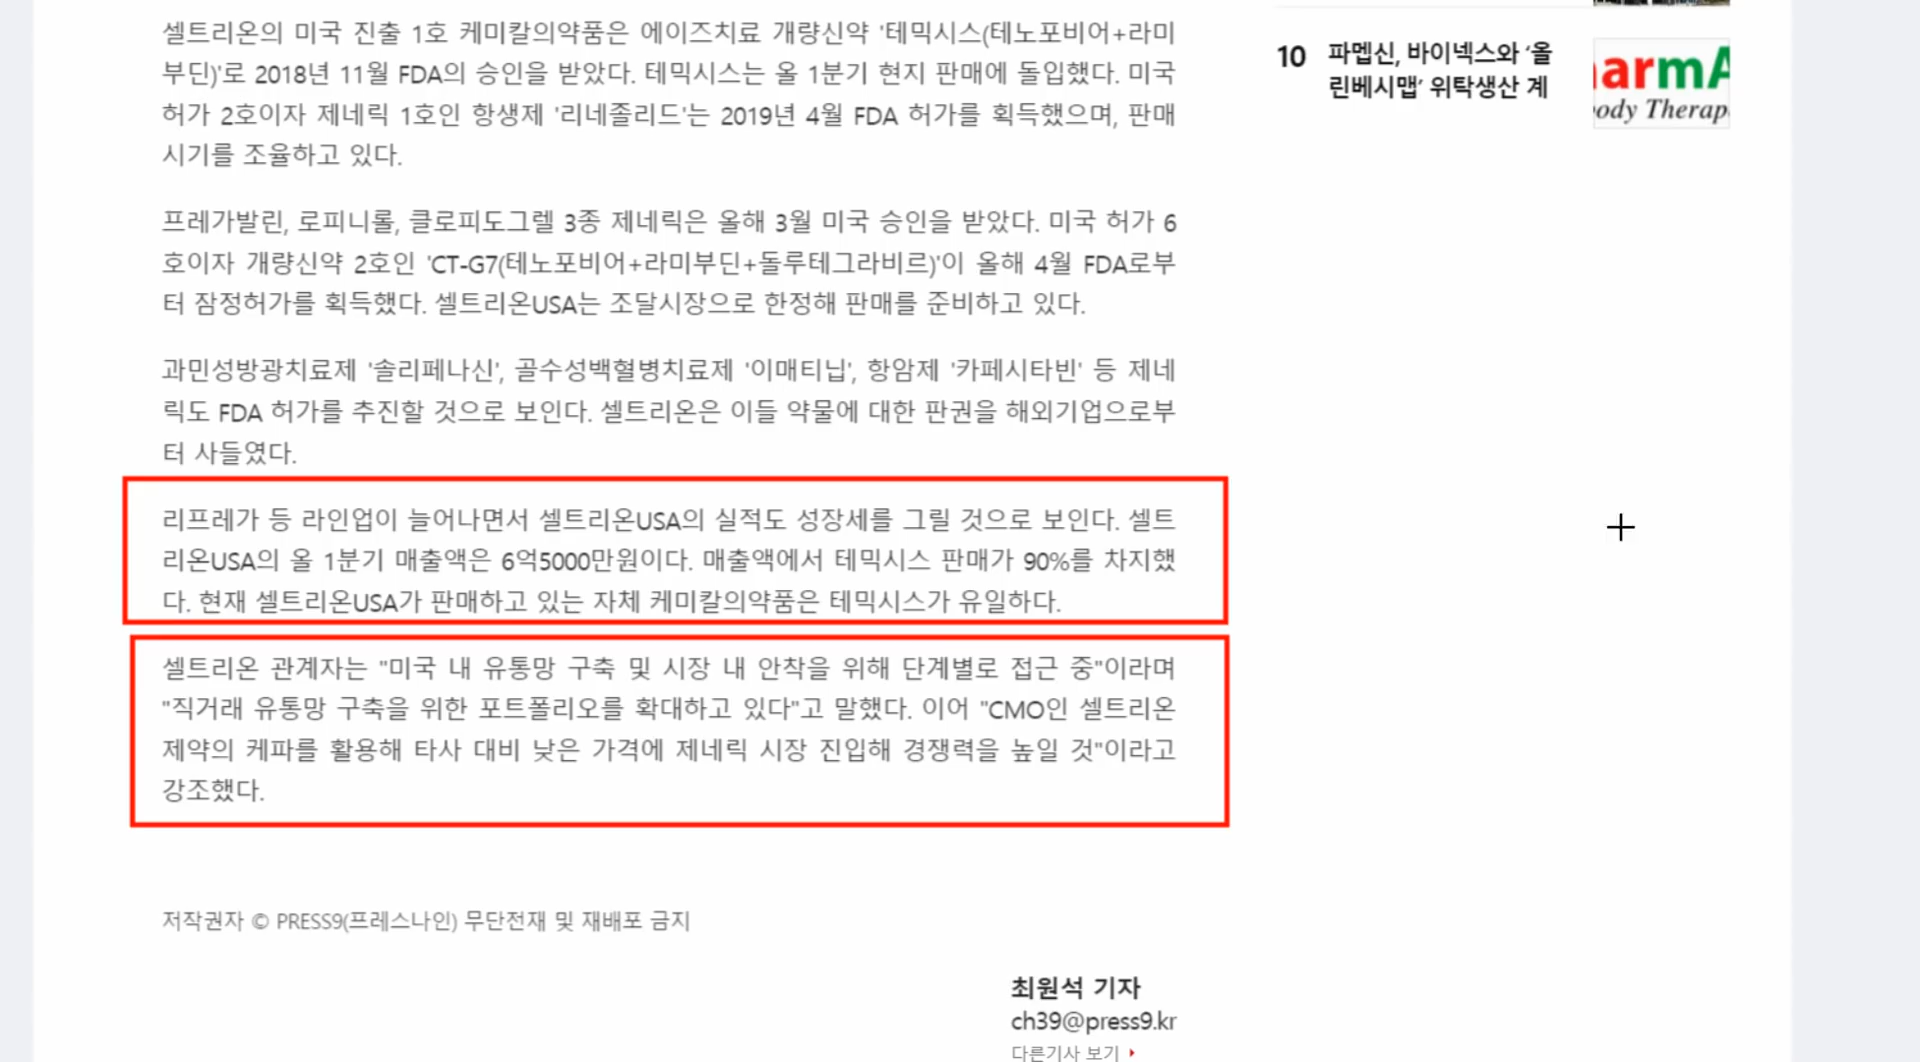 셀트리온의 미국 진출 1호 케미칼의약품은 에이즈치료 개량신약 '테믹시스(테노포비어+라미
부딘)'로 2018년 11월 FDA의 승인을 받았다. 테믹시스는 올 1분기 현지 판매에 돌입했다. 미국
허가 2호이자 제네릭 1호인 항생제 '리네졸리드'는 2019년 4월 FDA 허가를 획득했으며, 판매
시기를 조율하고 있다.
프레가발린, 로피니롤, 클로피도그렐 3종 제네릭은 올해 3월 미국 승인을 받았다. 미국 허가 6
호이자 개량신약 2호인 'CT-G7(테노포비어+라미부딘+돌루테그라비르)'이 올해 4월 FDA로부
터 잠정허가를 획득했다. 셀트리온USA는 조달시장으로 한정해 판매를 준비하고 있다.
과민성방광치료제 '솔리페나신', 골수성백혈병치료제 '이매티닙', 항암제 '카페시타빈' 등 제네
릭도 FDA 허가를 추진할 것으로 보인다. 셀트리온은 이들 약물에 대한 판권을 해외기업으로부
터 사들였다.
리프레가 등 라인업이 늘어나면서 셀트리온USA의 실적도 성장세를 그릴 것으로 보인다. 셀트
리온USA의 올 1분기 매출액은 6억5000만원이다. 매출액에서 테믹시스 판매가 90%를 차지했
다. 현재 셀트리온USA가 판매하고 있는 자체 케미칼의약품은 테믹시스가 유일하다.
셀트리온 관계자는 "미국 내 유통망 구축 및 시장 내 안착을 위해 단계별로 접근 중"이라며
"직거래 유통망 구축을 위한 포트폴리오를 확대하고 있다"고 말했다. 이어 "CMO인 셀트리온
제약의 케파를 활용해 타사 대비 낮은 가격에 제네릭 시장 진입해 경쟁력을 높일 것"이라고
강조했다.
저작권자 © PRESS9(프레스나인) 무단전재 및 재배포 금지
최원석 기자
ch39@press9.kr
다른기사 보기
10 파멥신, 바이넥스와 '올
린베시맵' 위탁생산 계
armA
ody Therap